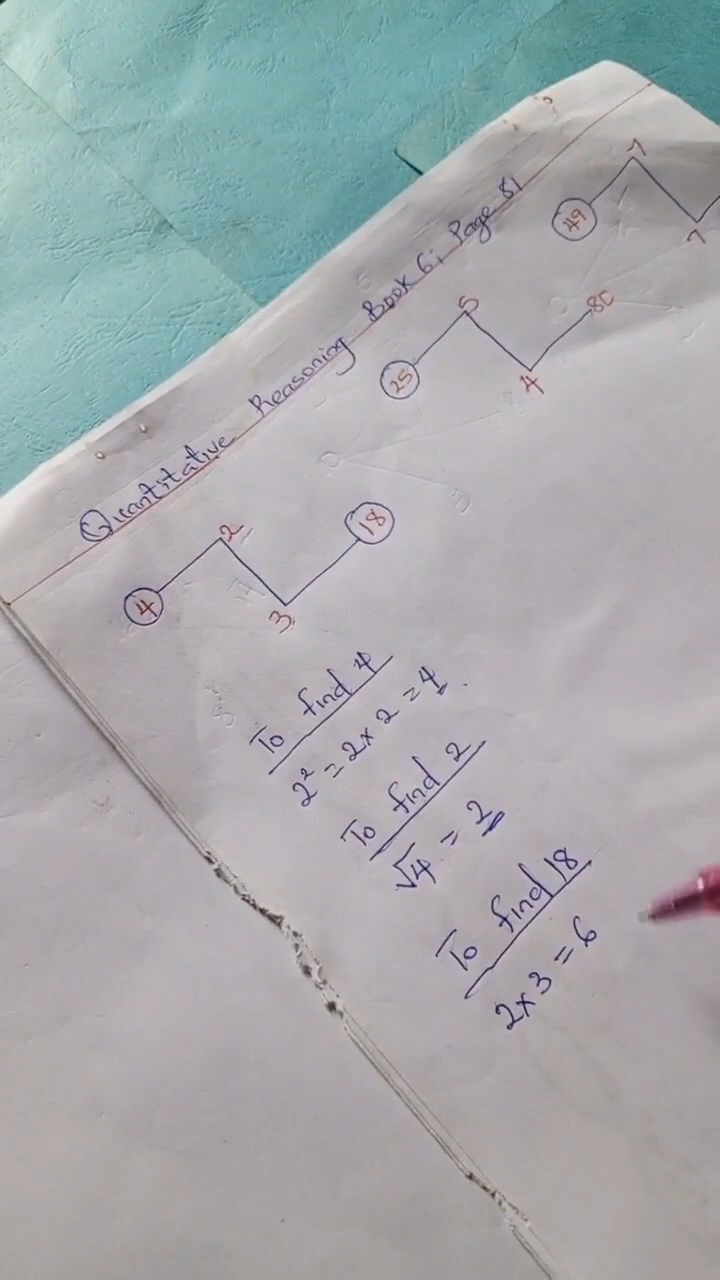 Quantitative Reasoning Book 6; Page 81
4 2 3 18
25 5 4 80
49 7 7
To find 4
2² = 2 × 2 = 4.
To find 2
√4 = 2
To find 18
2 × 3 = 6